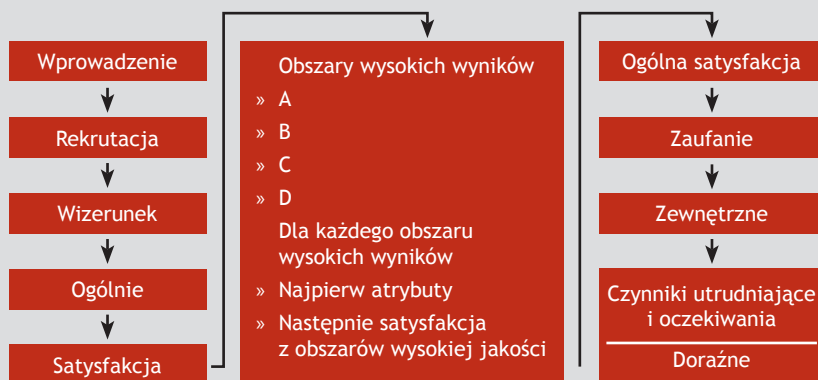 Wprowadzenie
Rekrutacja
Wizerunek
Ogólnie
Satysfakcja
Obszary wysokich wyników
» A
» B
» C
» D
Dla każdego obszaru
wysokich wyników
» Najpierw atrybuty
» Następnie satysfakcja
z obszarów wysokiej jakości
Ogólna satysfakcja
Zaufanie
Zewnętrzne
Czynniki utrudniające
i oczekiwania
Doraźne